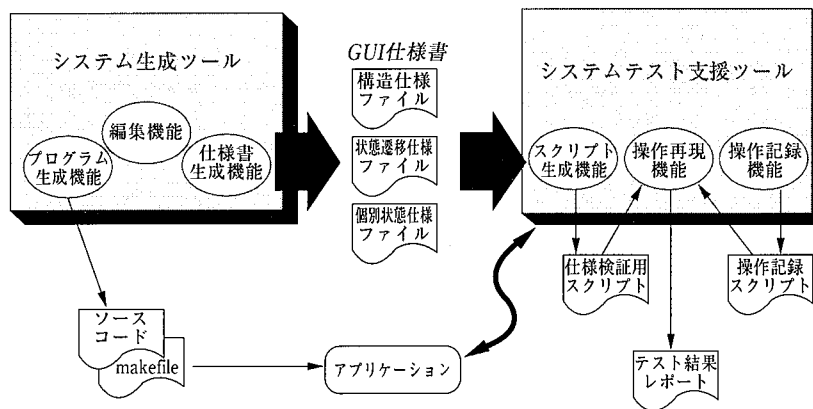 システム生成ツール
編集機能
プログラム
生成機能
仕様書
生成機能
GUI仕様書
構造仕様
ファイル
状態遷移仕様
ファイル
個別状態仕様
ファイル
システムテスト支援ツール
スクリプト
生成機能
操作再現
機能
操作記録
機能
仕様検証用
スクリプト
操作記録
スクリプト
ソース
コード
makefile
アプリケーション
テスト結果
レポート